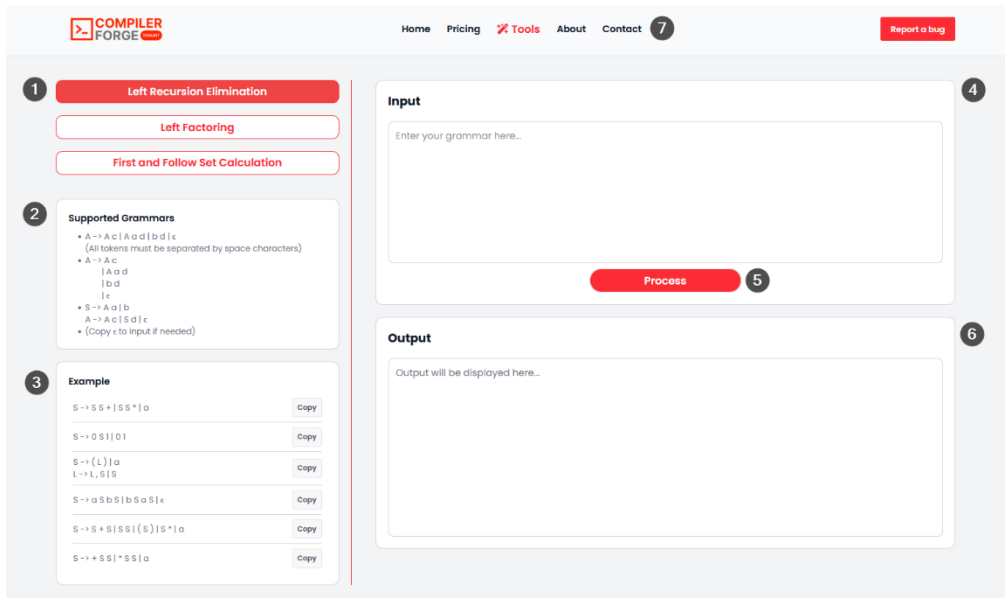 COMPILER
FORGE TOOLKIT
Home Pricing Tools About Contact 7
Report a bug
1
Left Recursion Elimination
Left Factoring
First and Follow Set Calculation
2
Supported Grammars
• A -> A c | A a d | b d | ϵ
(All tokens must be separated by space characters)
• A -> A c
| A a d
| b d
| ϵ
• S -> A a | b
A -> A c | S d | ϵ
• (Copy ϵ to input if needed)
3
Example
S -> S S + | S S * | a Copy
S -> 0 S 1 | 0 1 Copy
S -> ( L ) | a
L -> L , S | S
Copy
S -> a S b S | b S a S | ϵ Copy
S -> S + S | S S | ( S ) | S * | a Copy
S -> + S S | * S S | a Copy
4
Input
Enter your grammar here...
Process 5
6
Output
Output will be displayed here...